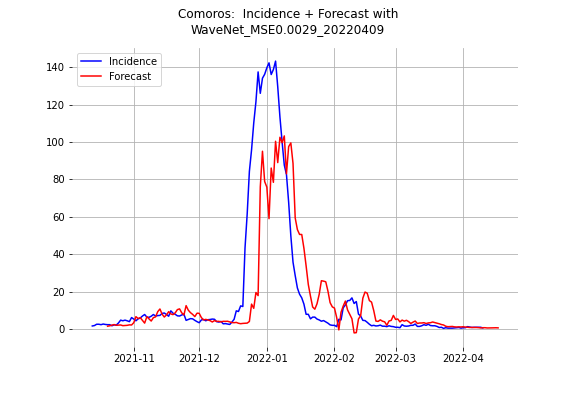 Comoros:  Incidence + Forecast with
WaveNet_MSE0.0029_20220409
Incidence
Forecast
140
120
100
80
60
40
20
0
2021-11 2021-12 2022-01 2022-02 2022-03 2022-04